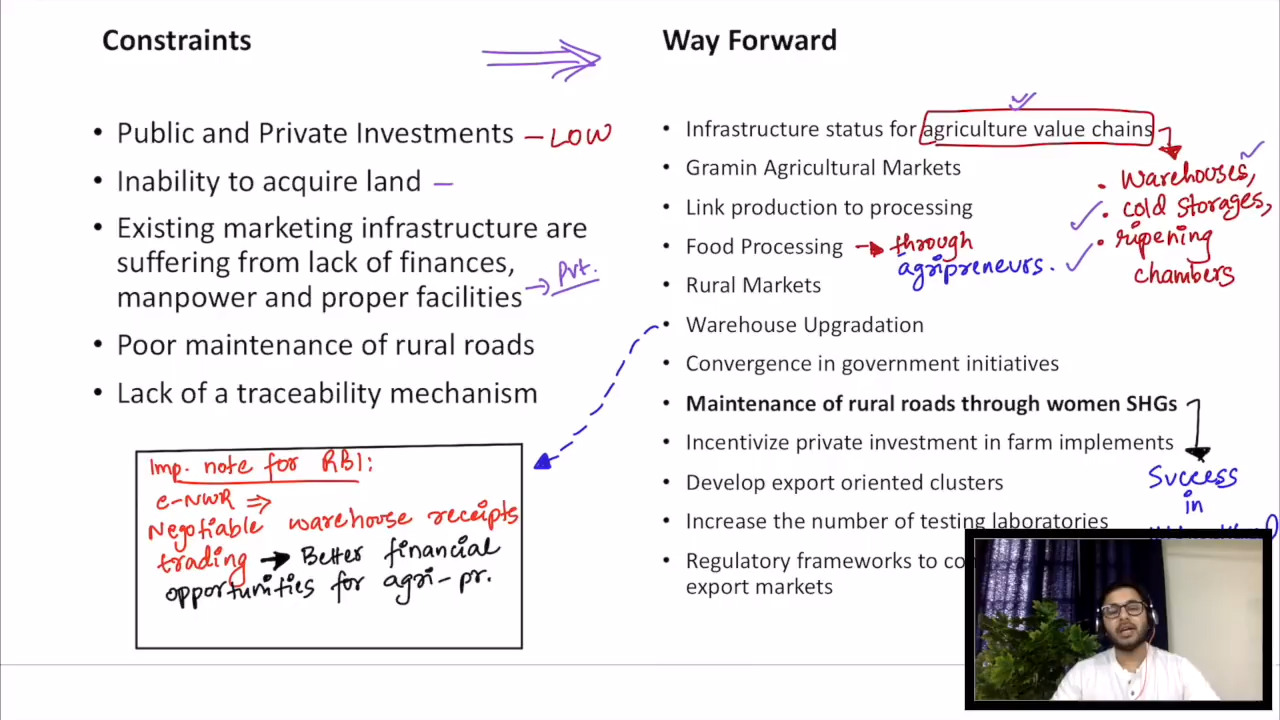 Constraints
• Public and Private Investments – LOW
• Inability to acquire land –
• Existing marketing infrastructure are
suffering from lack of finances,
manpower and proper facilities → Pvt.
• Poor maintenance of rural roads
• Lack of a traceability mechanism
Imp. note for RBI:
e-NWR ⇒
Negotiable warehouse receipts
trading → Better financial
opportunities for agri-pr.
Way Forward
• Infrastructure status for agriculture value chains
• Warehouses,
• cold storages,
• ripening
chambers
• Gramin Agricultural Markets
• Link production to processing
• Food Processing → through
agripreneurs.
• Rural Markets
• Warehouse Upgradation
• Convergence in government initiatives
• Maintenance of rural roads through women SHGs
Success
in
• Incentivize private investment in farm implements
• Develop export oriented clusters
• Increase the number of testing laboratories
• Regulatory frameworks to
export markets